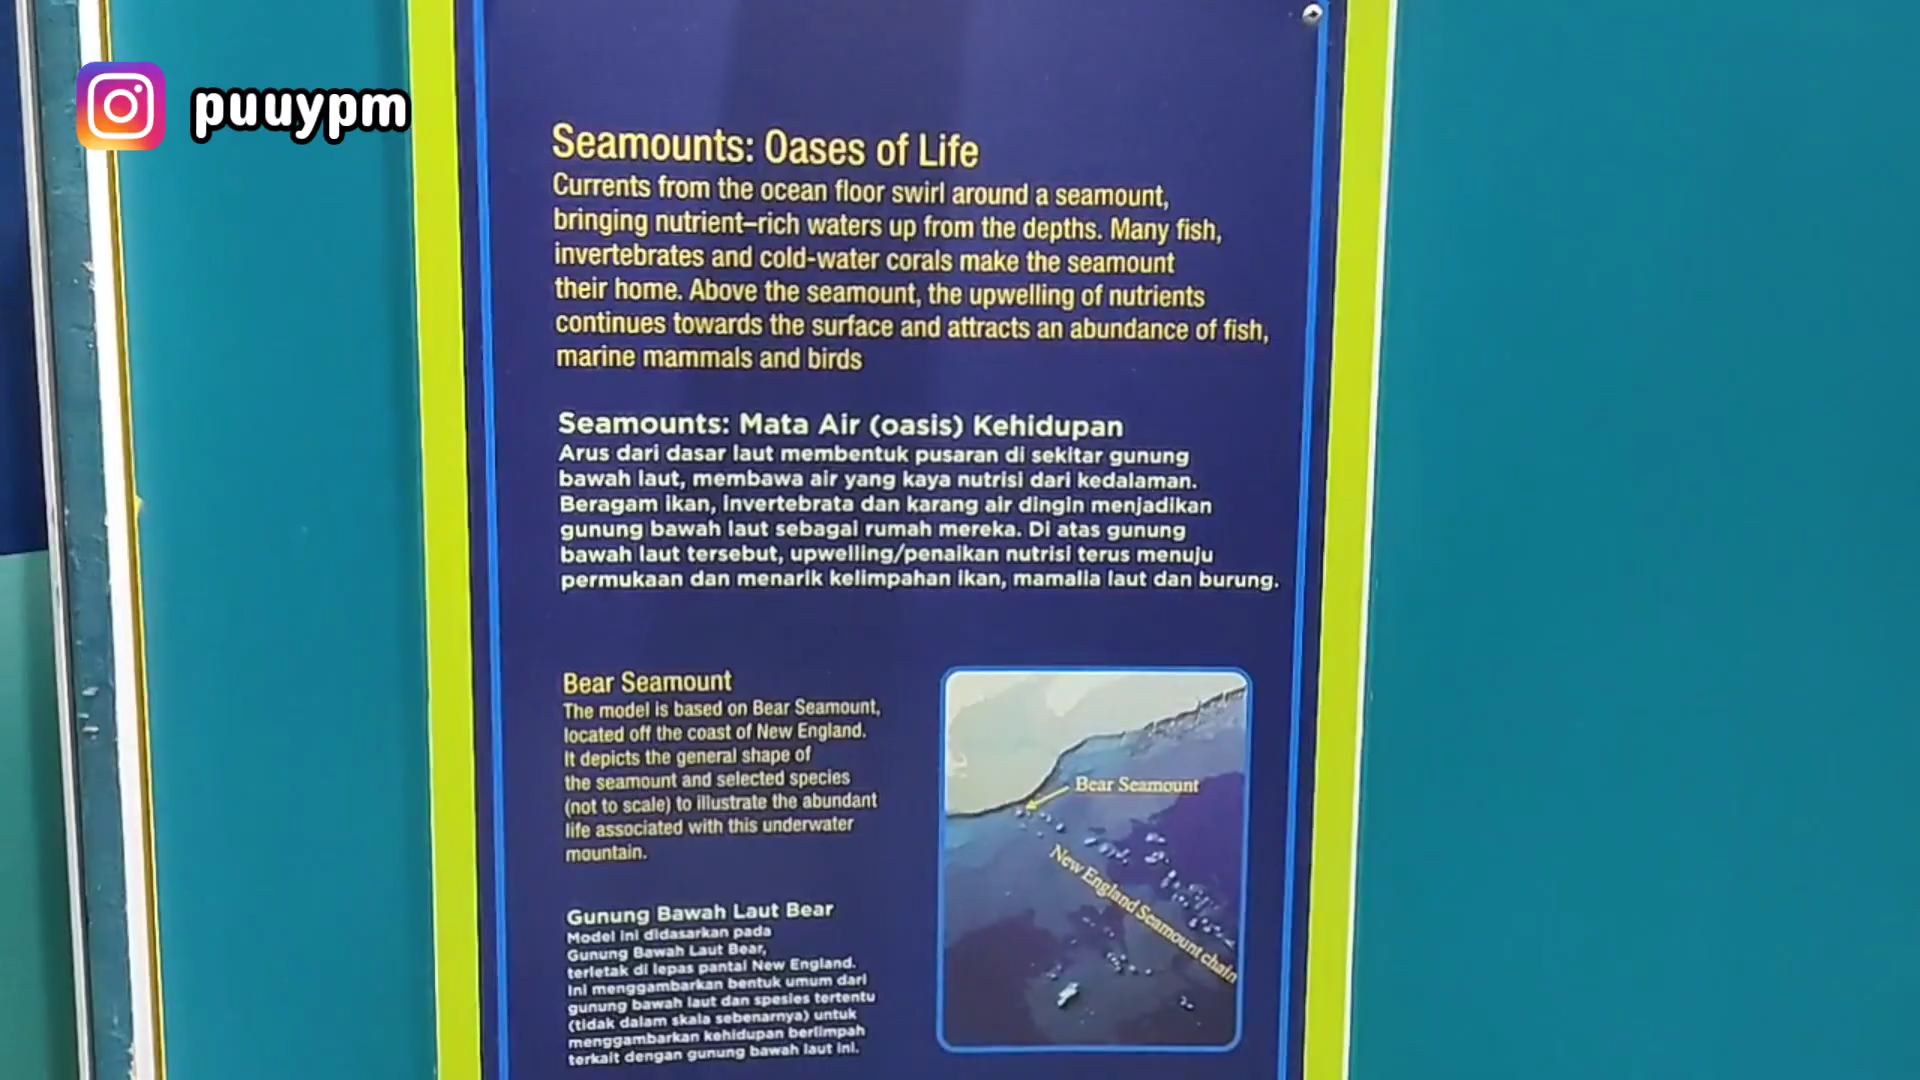 puuypm
Seamounts: Oases of Life
Currents from the ocean floor swirl around a seamount,
bringing nutrient–rich waters up from the depths. Many fish,
invertebrates and cold-water corals make the seamount
their home. Above the seamount, the upwelling of nutrients
continues towards the surface and attracts an abundance of fish,
marine mammals and birds
Seamounts: Mata Air (oasis) Kehidupan
Arus dari dasar laut membentuk pusaran di sekitar gunung
bawah laut, membawa air yang kaya nutrisi dari kedalaman.
Beragam ikan, invertebrata dan karang air dingin menjadikan
gunung bawah laut sebagai rumah mereka. Di atas gunung
bawah laut tersebut, upwelling/penaikan nutrisi terus menuju
permukaan dan menarik kelimpahan ikan, mamalia laut dan burung.
Bear Seamount
The model is based on Bear Seamount,
located off the coast of New England.
It depicts the general shape of
the seamount and selected species
(not to scale) to illustrate the abundant
life associated with this underwater
mountain.
Gunung Bawah Laut Bear
Model ini didasarkan pada
Gunung Bawah Laut Bear,
terletak di lepas pantai New England.
Ini menggambarkan bentuk umum dari
gunung bawah laut dan spesies tertentu
(tidak dalam skala sebenarnya) untuk
menggambarkan kehidupan berlimpah
terkait dengan gunung bawah laut ini.
Bear Seamount
New England Seamount chain